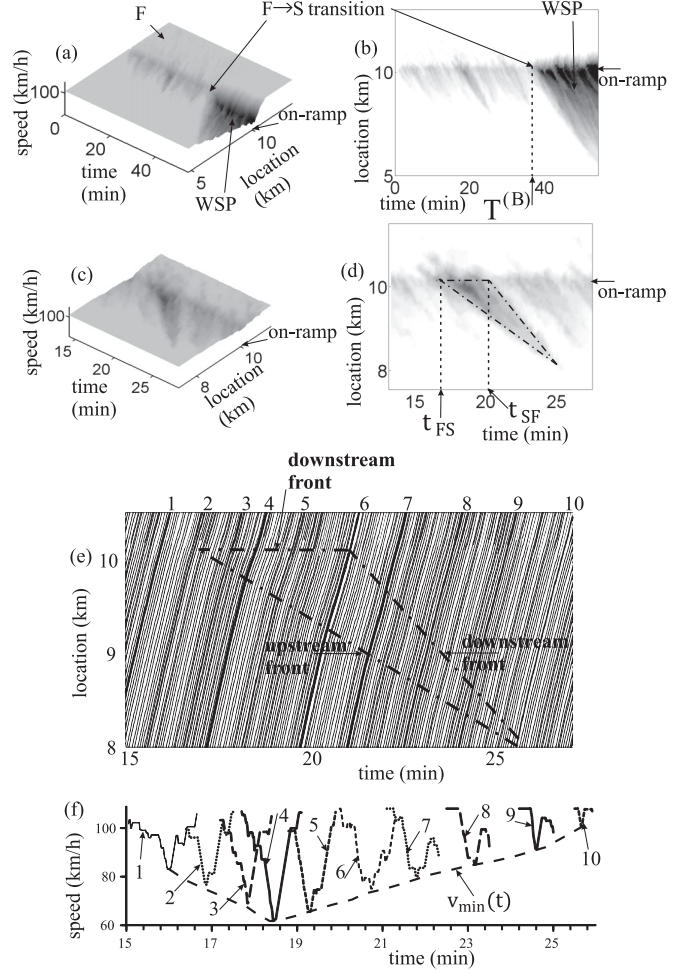 F→S transition
F
WSP
(a)
speed (km/h)
100
0
on-ramp
20
40
time
(min)
5
10
location
(km)
WSP
(b)
location (km)
10
5
on-ramp
0
20
40
time (min)
T(B)
(c)
speed (km/h)
100
on-ramp
15
20
25
time
(min)
8
10
location
(km)
(d)
location (km)
10
8
on-ramp
15
20
25
tFS
tSF
time (min)
downstream
front
1 2 3 4 5 6 7 8 9 10
(e)
location (km)
10
9
8
upstream
front
downstream
front
15 20 25
time (min)
(f)
speed (km/h)
100
80
60
1 2 3 4 5 6 7 8 9 10
vmin(t)
15 17 19 21 23 25
time (min)